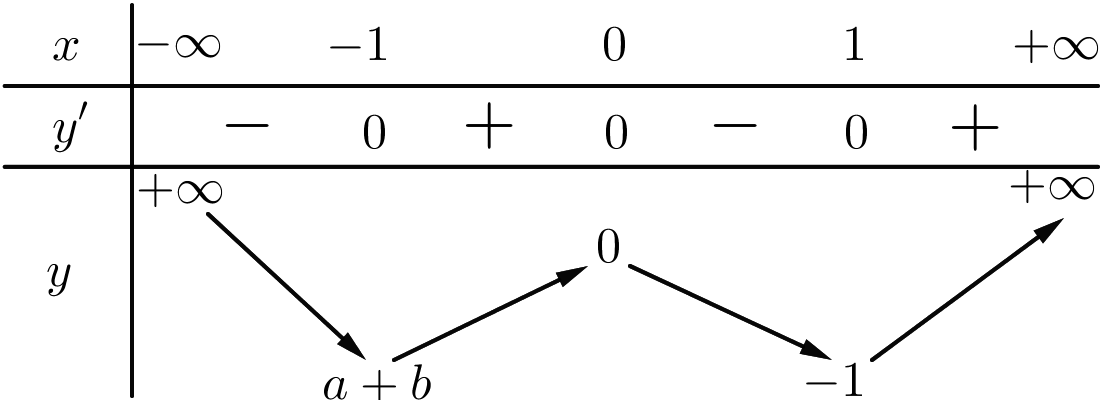 x −∞ −1 0 1 +∞
y′ − 0 + 0 − 0 +
+∞ +∞
0
y
a + b −1